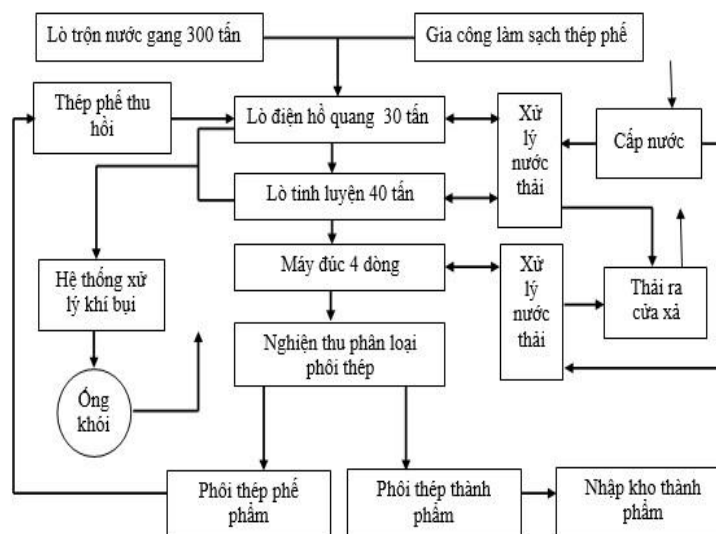 Lò trộn nước gang 300 tấn
Gia công làm sạch thép phế
Thép phế thu
hồi
Lò điện hồ quang 30 tấn
Xử
lý
nước
thải
Cấp nước
Lò tinh luyện 40 tấn
Hệ thống xử
lý khí bụi
Máy đúc 4 dòng
Xử
lý
nước
thải
Thải ra
cửa xả
Nghiện thu phân loại
phôi thép
Ống
khói
Phôi thép phế
phẩm
Phôi thép thành
phẩm
Nhập kho thành
phẩm